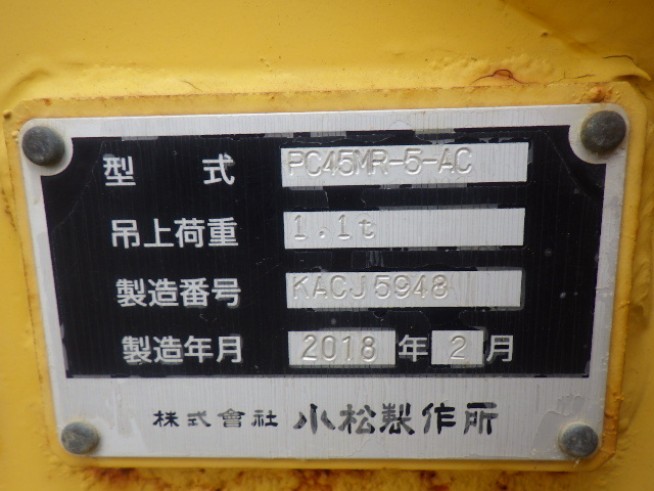 型式 PC45MR-5-AC
吊上荷重 1.1t
製造番号 KACJ5948
製造年月 2018 年 2 月
株式會社 小松製作所